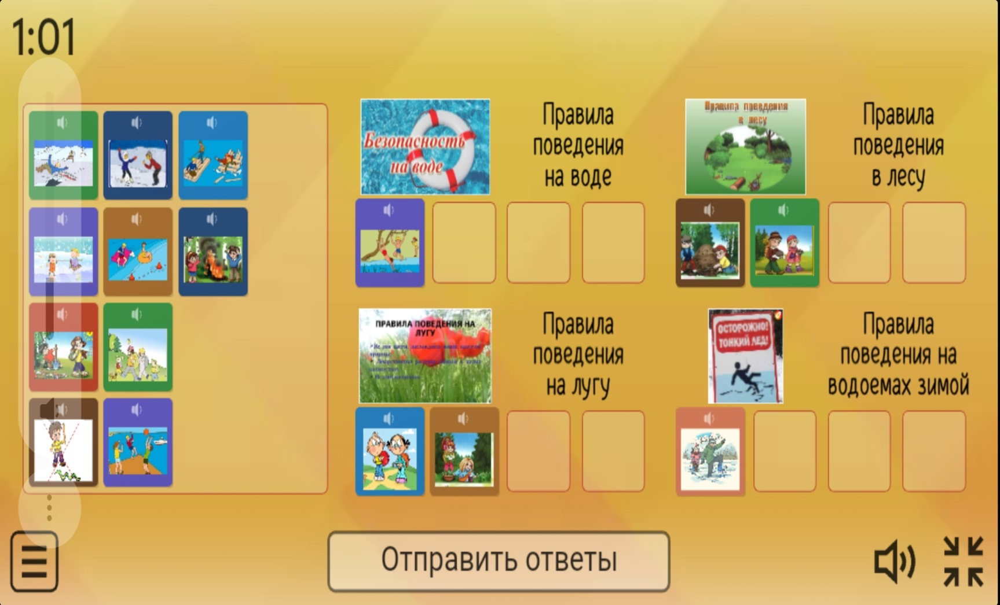 1:01
Безопасность
на воде
Правила
поведения
на воде
Правила поведения
в лесу
Правила
поведения
в лесу
ПРАВИЛА ПОВЕДЕНИЯ НА
ЛУГУ
Правила
поведения
на лугу
ОСТОРОЖНО!
ТОНКИЙ ЛЕД!
Правила
поведения на
водоемах зимой
Отправить ответы